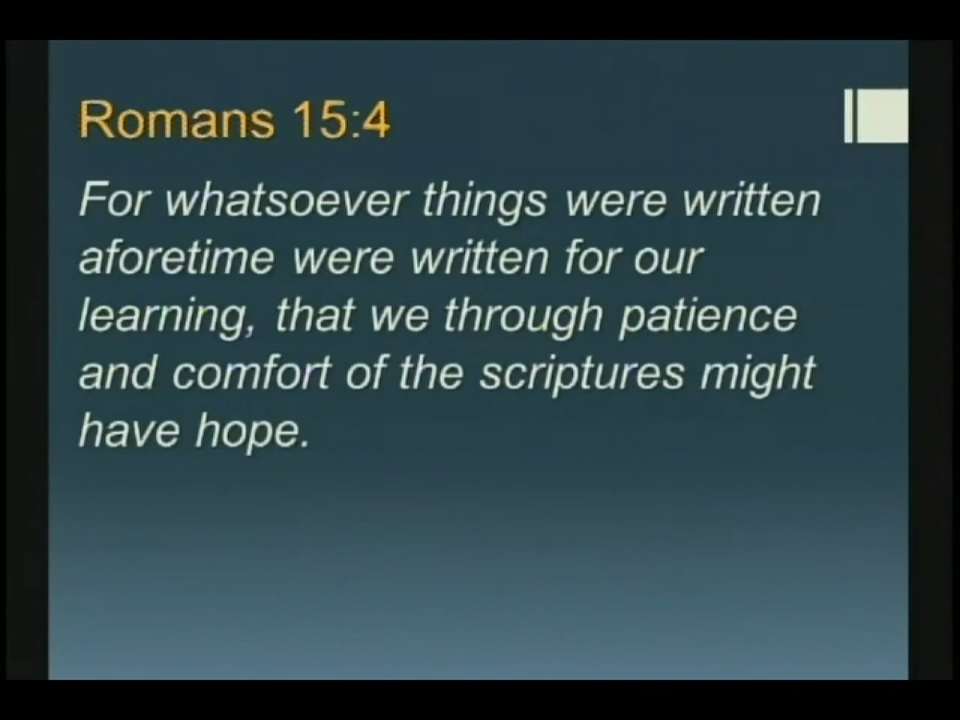 Romans 15:4
For whatsoever things were written
aforetime were written for our
learning, that we through patience
and comfort of the scriptures might
have hope.